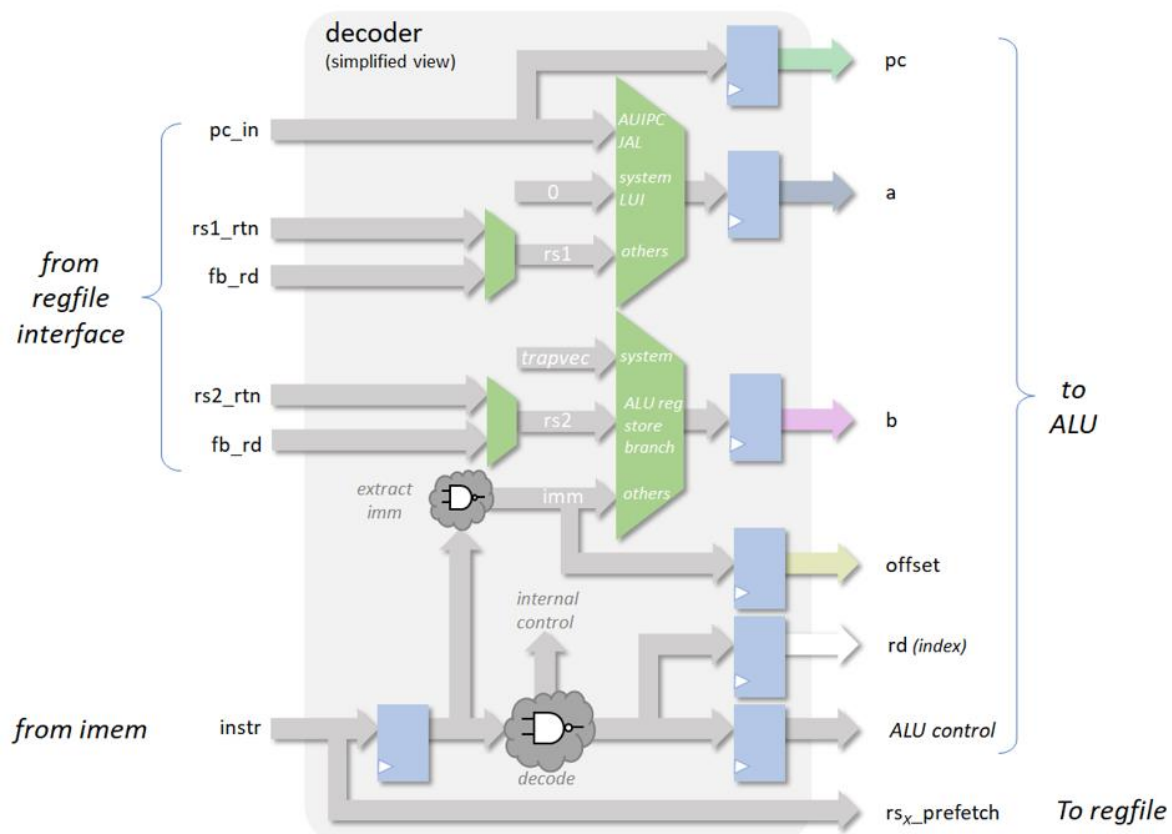 decoder
(simplified view)
pc
pc_in
AUIPC
JAL
0
system
LUI
a
rs1_rtn
rs1
others
fb_rd
from
regfile
interface
trapvec
system
rs2_rtn
rs2
ALU reg
store
branch
b
fb_rd
to
ALU
extract
imm
imm
others
offset
internal
control
rd (index)
from imem
instr
decode
ALU control
rsX_prefetch
To regfile